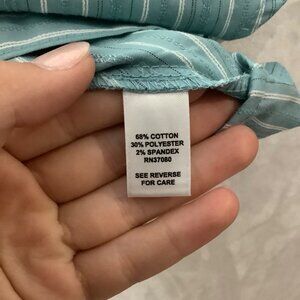 68% COTTON
30% POLYESTER
2% SPANDEX
RN37080
SEE REVERSE
FOR CARE